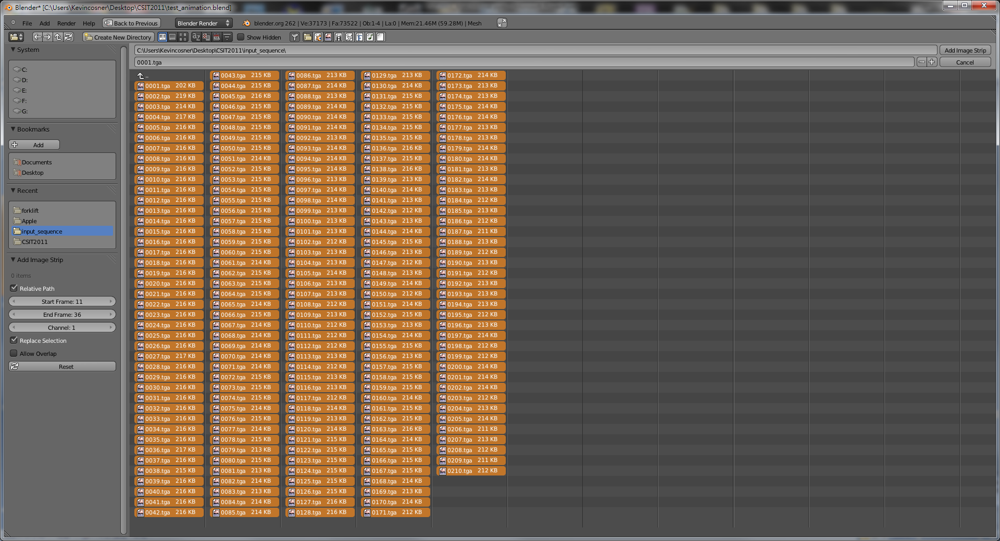 Blender* [C:\Users\Kevincosner\Desktop\CSIT2011\test_animation.blend]
File Add Render Help Back to Previous Blender Render blender.org 262 | Ve:37173 | Fa:73522 | Ob:1-4 | La:0 | Mem:21.46M (59.28M) | Mesh
Create New Directory Show Hidden
System
C:
D:
E:
F:
G:
Bookmarks
Add
Documents
Desktop
Recent
forklift
Apple
input_sequence
CSIT2011
Add Image Strip
0 items
Relative Path
Start Frame: 11
End Frame: 36
Channel: 1
Replace Selection
Allow Overlap
Reset
C:\Users\Kevincosner\Desktop\CSIT2011\input_sequence\ Add Image Strip
0001.tga Cancel
.. 0043.tga 215 KB 0086.tga 213 KB 0129.tga 213 KB 0172.tga 214 KB
0001.tga 202 KB 0044.tga 215 KB 0087.tga 214 KB 0130.tga 214 KB 0173.tga 213 KB
0002.tga 219 KB 0045.tga 216 KB 0088.tga 213 KB 0131.tga 215 KB 0174.tga 213 KB
0003.tga 214 KB 0046.tga 215 KB 0089.tga 214 KB 0132.tga 215 KB 0175.tga 214 KB
0004.tga 217 KB 0047.tga 215 KB 0090.tga 214 KB 0133.tga 215 KB 0176.tga 214 KB
0005.tga 216 KB 0048.tga 215 KB 0091.tga 214 KB 0134.tga 215 KB 0177.tga 213 KB
0006.tga 216 KB 0049.tga 215 KB 0092.tga 213 KB 0135.tga 215 KB 0178.tga 213 KB
0007.tga 216 KB 0050.tga 215 KB 0093.tga 214 KB 0136.tga 216 KB 0179.tga 214 KB
0008.tga 216 KB 0051.tga 214 KB 0094.tga 214 KB 0137.tga 215 KB 0180.tga 214 KB
0009.tga 216 KB 0052.tga 215 KB 0095.tga 214 KB 0138.tga 216 KB 0181.tga 213 KB
0010.tga 216 KB 0053.tga 215 KB 0096.tga 213 KB 0139.tga 213 KB 0182.tga 214 KB
0011.tga 216 KB 0054.tga 215 KB 0097.tga 214 KB 0140.tga 214 KB 0183.tga 213 KB
0012.tga 216 KB 0055.tga 215 KB 0098.tga 214 KB 0141.tga 213 KB 0184.tga 212 KB
0013.tga 216 KB 0056.tga 215 KB 0099.tga 213 KB 0142.tga 212 KB 0185.tga 213 KB
0014.tga 216 KB 0057.tga 215 KB 0100.tga 213 KB 0143.tga 213 KB 0186.tga 212 KB
0015.tga 216 KB 0058.tga 215 KB 0101.tga 213 KB 0144.tga 214 KB 0187.tga 211 KB
0016.tga 216 KB 0059.tga 215 KB 0102.tga 212 KB 0145.tga 215 KB 0188.tga 213 KB
0017.tga 216 KB 0060.tga 215 KB 0103.tga 213 KB 0146.tga 213 KB 0189.tga 212 KB
0018.tga 216 KB 0061.tga 214 KB 0104.tga 213 KB 0147.tga 212 KB 0190.tga 213 KB
0019.tga 216 KB 0062.tga 215 KB 0105.tga 214 KB 0148.tga 213 KB 0191.tga 212 KB
0020.tga 216 KB 0063.tga 215 KB 0106.tga 213 KB 0149.tga 214 KB 0192.tga 213 KB
0021.tga 216 KB 0064.tga 215 KB 0107.tga 213 KB 0150.tga 212 KB 0193.tga 213 KB
0022.tga 216 KB 0065.tga 214 KB 0108.tga 212 KB 0151.tga 214 KB 0194.tga 213 KB
0023.tga 216 KB 0066.tga 215 KB 0109.tga 213 KB 0152.tga 215 KB 0195.tga 212 KB
0024.tga 216 KB 0067.tga 214 KB 0110.tga 212 KB 0153.tga 213 KB 0196.tga 213 KB
0025.tga 216 KB 0068.tga 214 KB 0111.tga 212 KB 0154.tga 214 KB 0197.tga 214 KB
0026.tga 216 KB 0069.tga 214 KB 0112.tga 212 KB 0155.tga 215 KB 0198.tga 212 KB
0027.tga 217 KB 0070.tga 214 KB 0113.tga 213 KB 0156.tga 213 KB 0199.tga 212 KB
0028.tga 216 KB 0071.tga 214 KB 0114.tga 212 KB 0157.tga 215 KB 0200.tga 214 KB
0029.tga 216 KB 0072.tga 215 KB 0115.tga 213 KB 0158.tga 215 KB 0201.tga 214 KB
0030.tga 216 KB 0073.tga 215 KB 0116.tga 213 KB 0159.tga 215 KB 0202.tga 214 KB
0031.tga 216 KB 0074.tga 215 KB 0117.tga 212 KB 0160.tga 214 KB 0203.tga 212 KB
0032.tga 216 KB 0075.tga 214 KB 0118.tga 214 KB 0161.tga 215 KB 0204.tga 213 KB
0033.tga 216 KB 0076.tga 215 KB 0119.tga 213 KB 0162.tga 215 KB 0205.tga 214 KB
0034.tga 216 KB 0077.tga 214 KB 0120.tga 214 KB 0163.tga 216 KB 0206.tga 211 KB
0035.tga 216 KB 0078.tga 215 KB 0121.tga 215 KB 0164.tga 214 KB 0207.tga 213 KB
0036.tga 217 KB 0079.tga 213 KB 0122.tga 215 KB 0165.tga 215 KB 0208.tga 212 KB
0037.tga 216 KB 0080.tga 215 KB 0123.tga 215 KB 0166.tga 215 KB 0209.tga 211 KB
0038.tga 215 KB 0081.tga 213 KB 0124.tga 215 KB 0167.tga 215 KB 0210.tga 212 KB
0039.tga 216 KB 0082.tga 214 KB 0125.tga 215 KB 0168.tga 214 KB
0040.tga 216 KB 0083.tga 213 KB 0126.tga 215 KB 0169.tga 213 KB
0041.tga 216 KB 0084.tga 214 KB 0127.tga 216 KB 0170.tga 214 KB
0042.tga 216 KB 0085.tga 214 KB 0128.tga 216 KB 0171.tga 212 KB